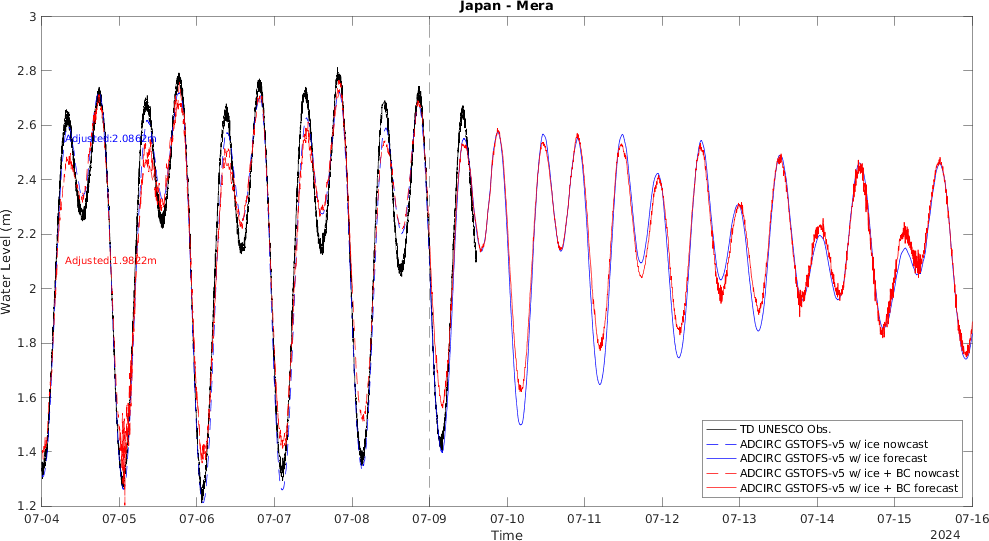 Japan - Mera
3
2.8
2.6
2.4
2.2
2
1.8
1.6
1.4
1.2
Water Level (m)
Adjusted:2.0862m
Adjusted:1.9822m
TD UNESCO Obs.
ADCIRC GSTOFS-v5 w/ ice nowcast
ADCIRC GSTOFS-v5 w/ ice forecast
ADCIRC GSTOFS-v5 w/ ice + BC nowcast
ADCIRC GSTOFS-v5 w/ ice + BC forecast
07-04 07-05 07-06 07-07 07-08 07-09 07-10 07-11 07-12 07-13 07-14 07-15 07-16
Time
2024